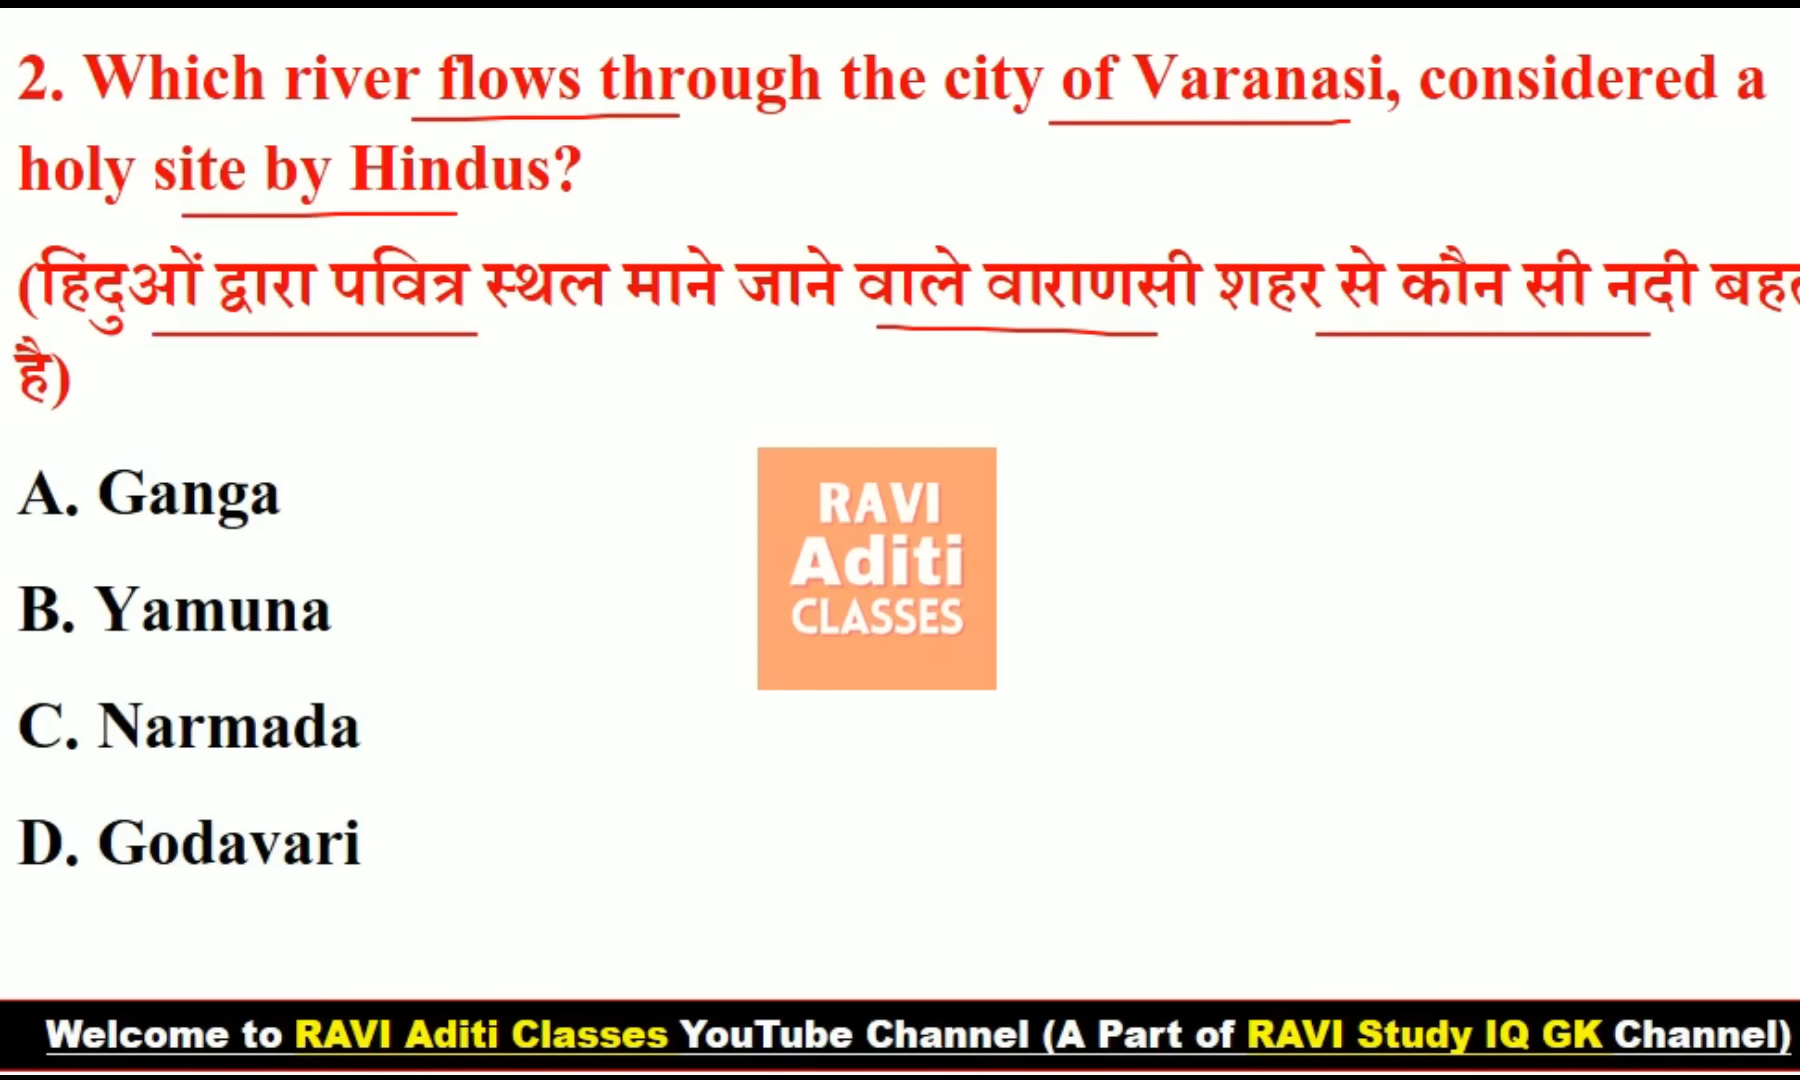 2. Which river flows through the city of Varanasi, considered a
holy site by Hindus?
(हिंदुओं द्वारा पवित्र स्थल माने जाने वाले वाराणसी शहर से कौन सी नदी
है)
A. Ganga
B. Yamuna
C. Narmada
D. Godavari
RAVI
Aditi
CLASSES
Welcome to RAVI Aditi Classes YouTube Channel (A Part of RAVI Study IQ GK Channel)